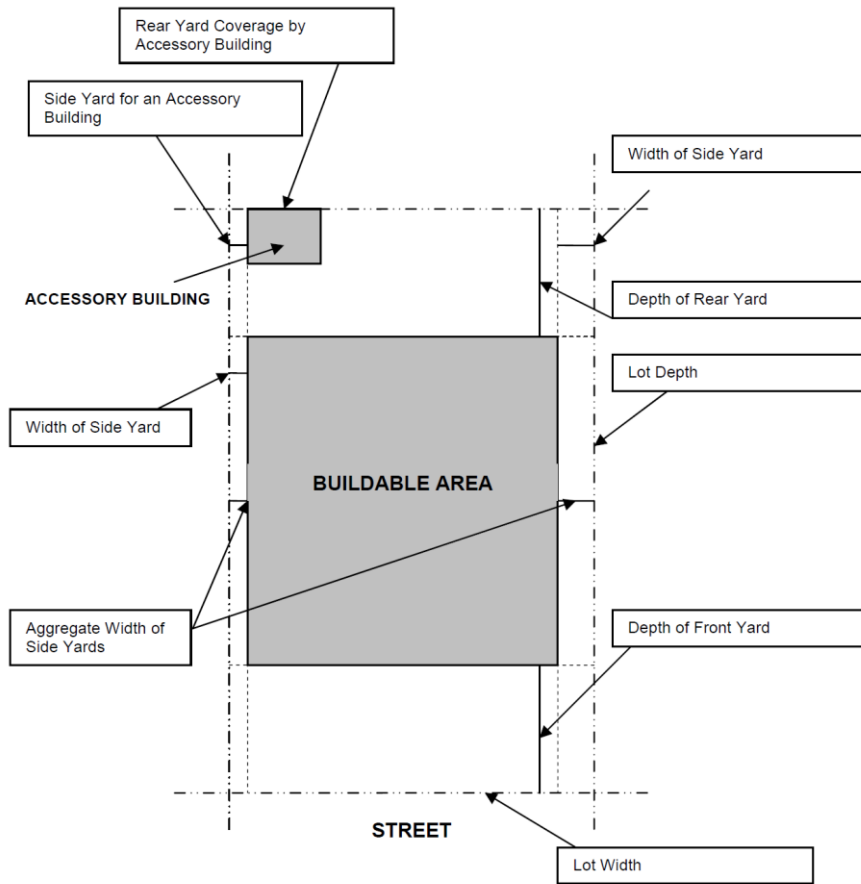 Rear Yard Coverage by
Accessory Building
Side Yard for an Accessory
Building
Width of Side Yard
ACCESSORY BUILDING
Depth of Rear Yard
Lot Depth
Width of Side Yard
BUILDABLE AREA
Aggregate Width of
Side Yards
Depth of Front Yard
STREET
Lot Width